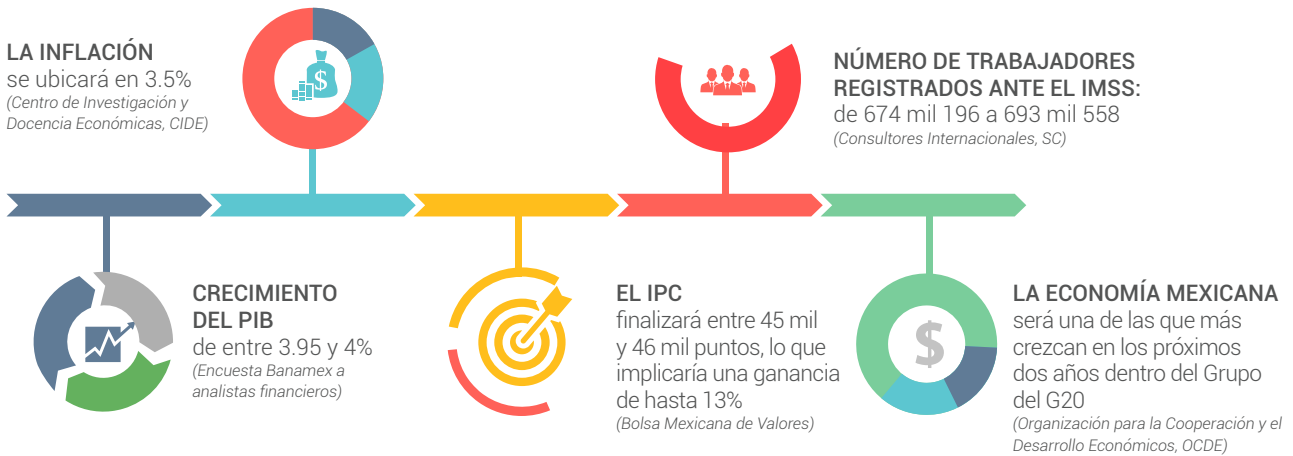 LA INFLACIÓN
se ubicará en 3.5%
(Centro de Investigación y
Docencia Económicas, CIDE)
$
NÚMERO DE TRABAJADORES
REGISTRADOS ANTE EL IMSS:
de 674 mil 196 a 693 mil 558
(Consultores Internacionales, SC)
CRECIMIENTO
DEL PIB
de entre 3.95 y 4%
(Encuesta Banamex a
analistas financieros)
EL IPC
finalizará entre 45 mil
y 46 mil puntos, lo que
implicaría una ganancia
de hasta 13%
(Bolsa Mexicana de Valores)
$
LA ECONOMÍA MEXICANA
será una de las que más
crezcan en los próximos
dos años dentro del Grupo
del G20
(Organización para la Cooperación y el
Desarrollo Económicos, OCDE)